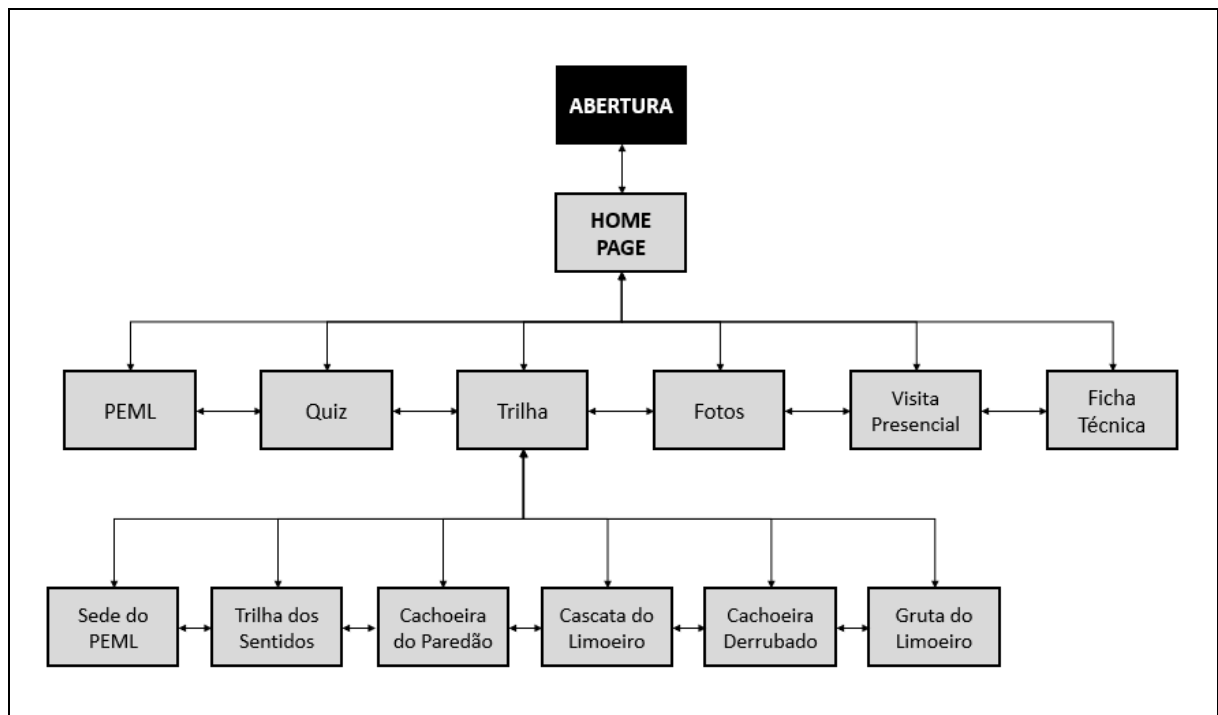 ABERTURA
HOME
PAGE
PEML
Quiz
Trilha
Fotos
Visita
Presencial
Ficha
Técnica
Sede do
PEML
Trilha dos
Sentidos
Cachoeira
do Paredão
Cascata do
Limoeiro
Cachoeira
Derrubado
Gruta do
Limoeiro